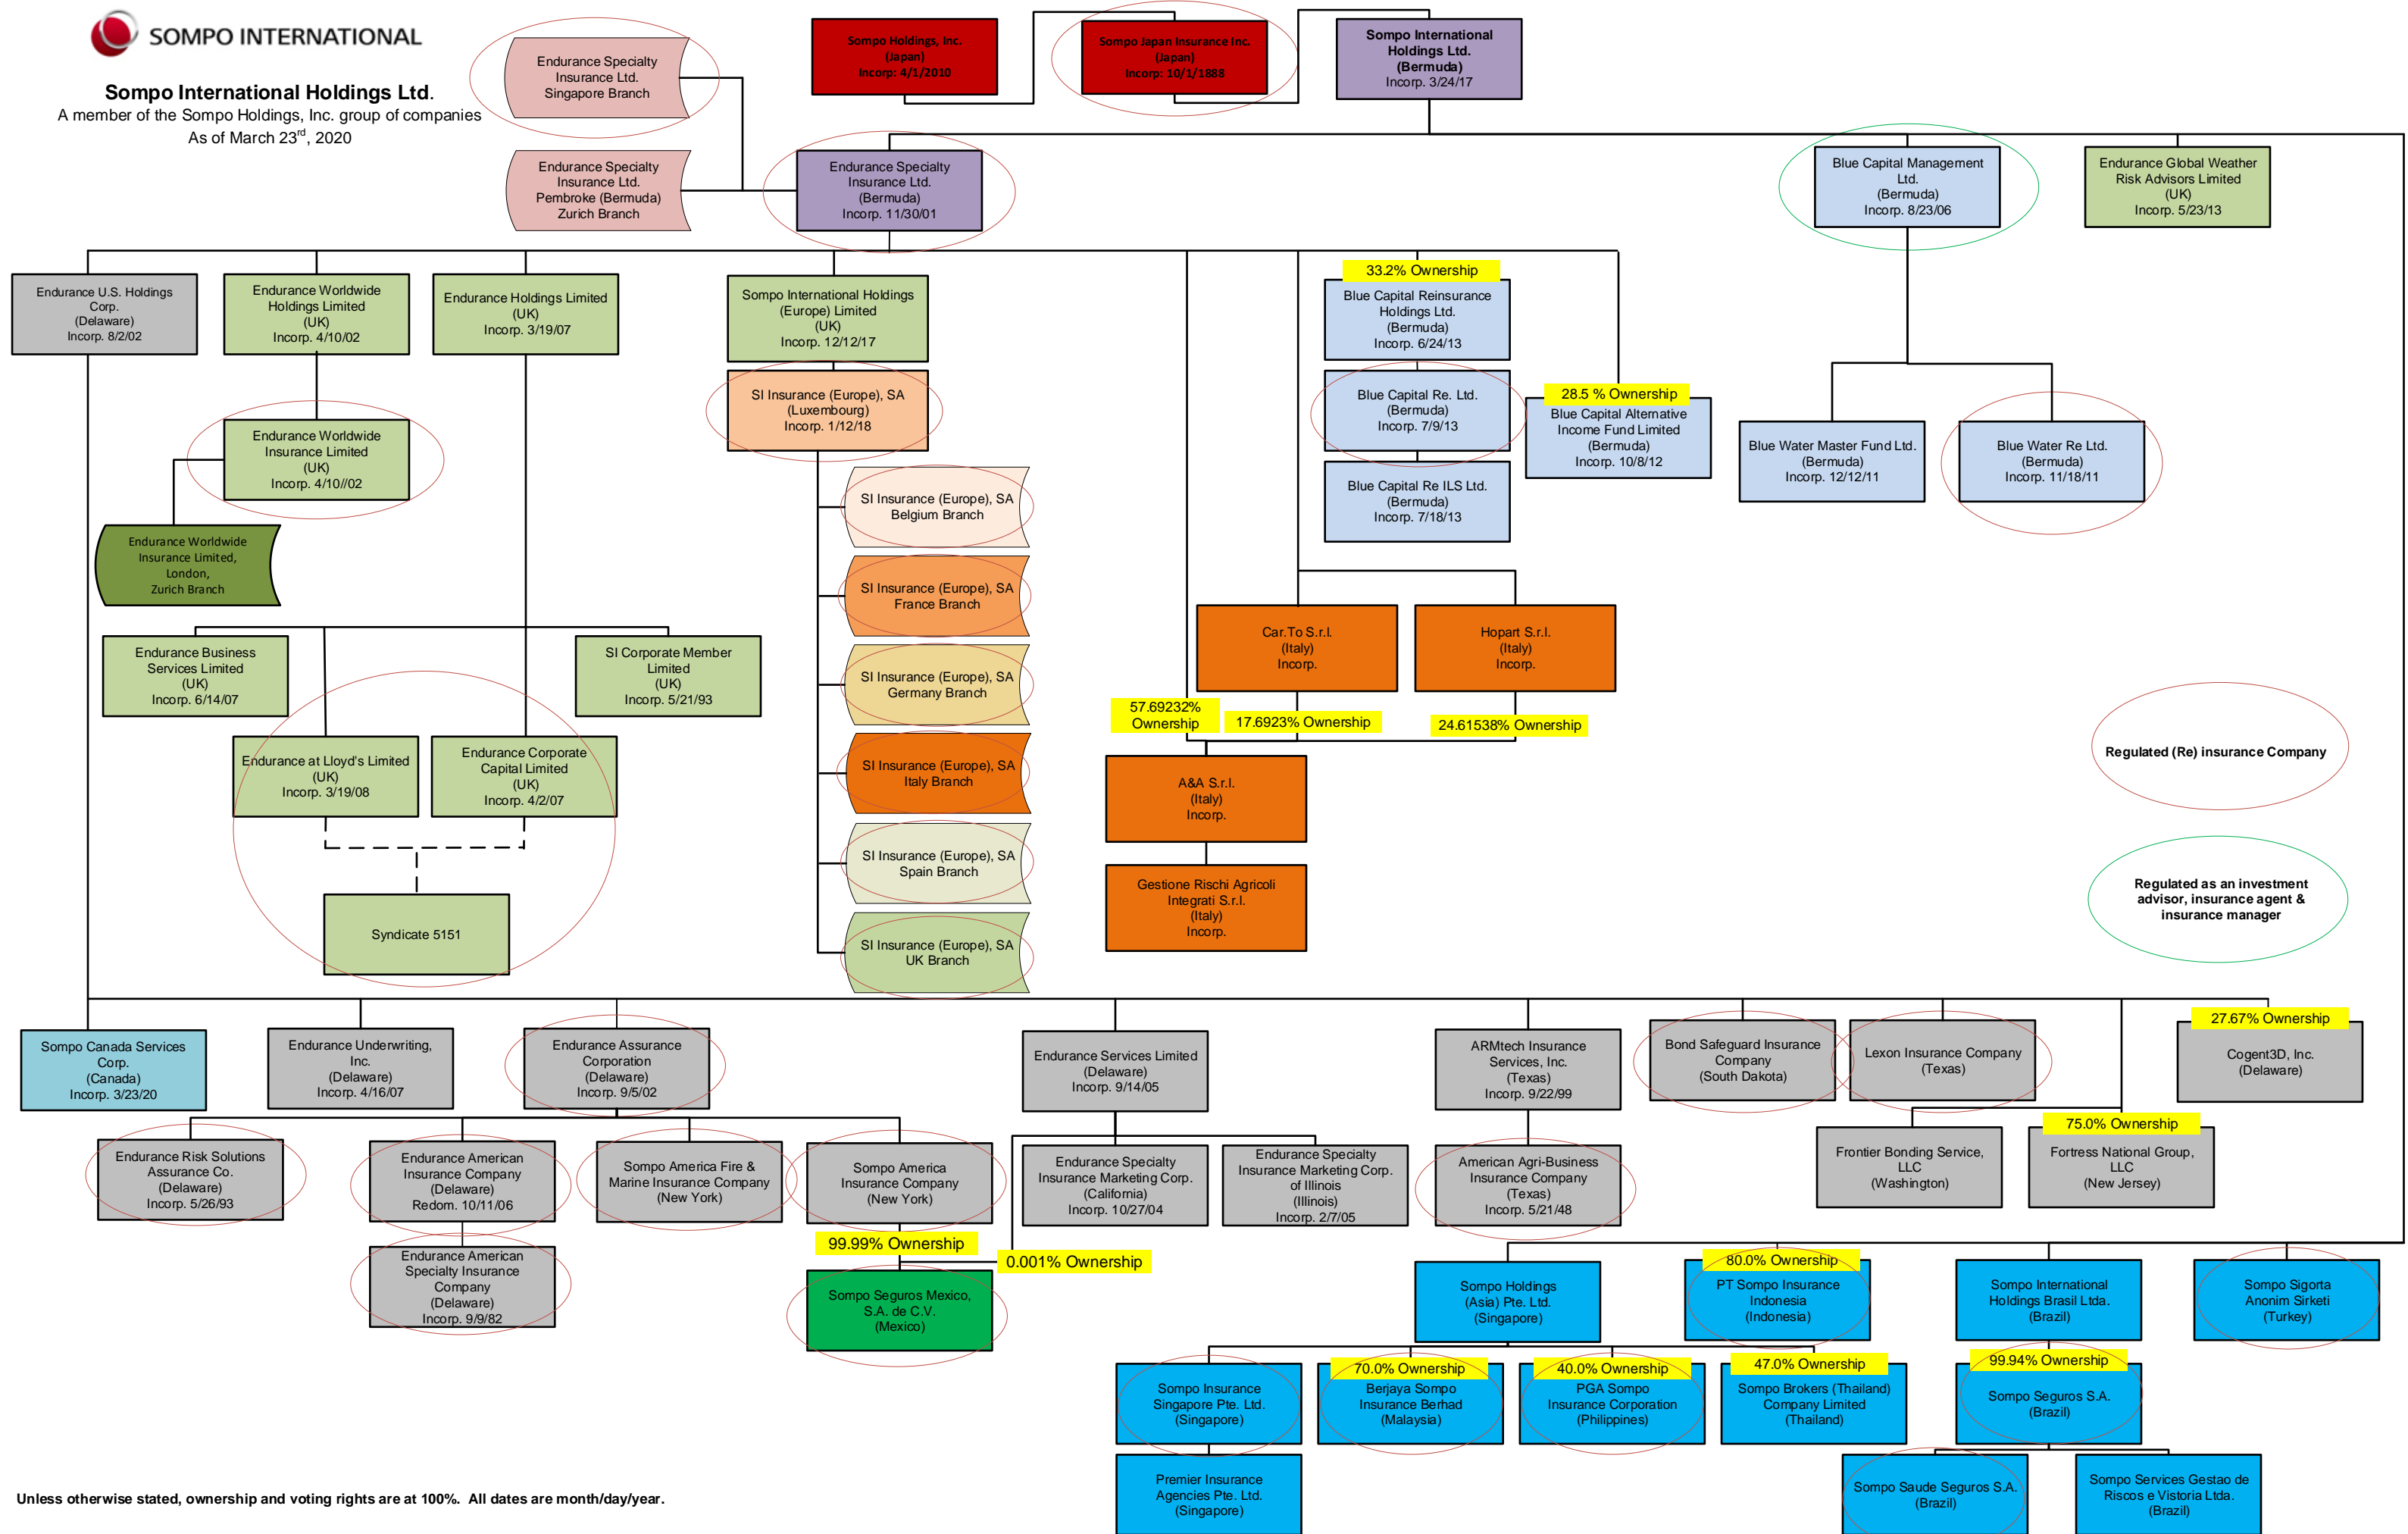 SOMPO INTERNATIONAL
Sompo International Holdings Ltd.
A member of the Sompo Holdings, Inc. group of companies
As of March 23rd, 2020
Endurance Specialty
Insurance Ltd.
Singapore Branch
Sompo Holdings, Inc.
(Japan)
Incorp: 4/1/2010
Sompo Japan Insurance Inc.
(Japan)
Incorp: 10/1/1888
Sompo International
Holdings Ltd.
(Bermuda)
Incorp. 3/24/17
Endurance Specialty
Insurance Ltd.
Pembroke (Bermuda)
Zurich Branch
Endurance Specialty
Insurance Ltd.
(Bermuda)
Incorp. 11/30/01
Blue Capital Management
Ltd.
(Bermuda)
Incorp. 8/23/06
Endurance Global Weather
Risk Advisors Limited
(UK)
Incorp. 5/23/13
Endurance U.S. Holdings
Corp.
(Delaware)
Incorp. 8/2/02
Endurance Worldwide
Holdings Limited
(UK)
Incorp. 4/10/02
Endurance Holdings Limited
(UK)
Incorp. 3/19/07
Sompo International Holdings
(Europe) Limited
(UK)
Incorp. 12/12/17
33.2% Ownership
Blue Capital Reinsurance
Holdings Ltd.
(Bermuda)
Incorp. 6/24/13
SI Insurance (Europe), SA
(Luxembourg)
Incorp. 1/12/18
Blue Capital Re. Ltd.
(Bermuda)
Incorp. 7/9/13
28.5 % Ownership
Blue Capital Alternative
Income Fund Limited
(Bermuda)
Incorp. 10/8/12
Endurance Worldwide
Insurance Limited
(UK)
Incorp. 4/10//02
Blue Water Master Fund Ltd.
(Bermuda)
Incorp. 12/12/11
Blue Water Re Ltd.
(Bermuda)
Incorp. 11/18/11
Blue Capital Re ILS Ltd.
(Bermuda)
Incorp. 7/18/13
SI Insurance (Europe), SA
Belgium Branch
Endurance Worldwide
Insurance Limited,
London,
Zurich Branch
SI Insurance (Europe), SA
France Branch
Car.To S.r.l.
(Italy)
Incorp.
Hopart S.r.l.
(Italy)
Incorp.
Endurance Business
Services Limited
(UK)
Incorp. 6/14/07
SI Corporate Member
Limited
(UK)
Incorp. 5/21/93
SI Insurance (Europe), SA
Germany Branch
57.69232%
Ownership
17.6923% Ownership
24.61538% Ownership
Regulated (Re) insurance Company
Endurance at Lloyd's Limited
(UK)
Incorp. 3/19/08
Endurance Corporate
Capital Limited
(UK)
Incorp. 4/2/07
SI Insurance (Europe), SA
Italy Branch
A&A S.r.l.
(Italy)
Incorp.
SI Insurance (Europe), SA
Spain Branch
Gestione Rischi Agricoli
Integrati S.r.l.
(Italy)
Incorp.
Regulated as an investment
advisor, insurance agent &
insurance manager
Syndicate 5151
SI Insurance (Europe), SA
UK Branch
Sompo Canada Services
Corp.
(Canada)
Incorp. 3/23/20
Endurance Underwriting,
Inc.
(Delaware)
Incorp. 4/16/07
Endurance Assurance
Corporation
(Delaware)
Incorp. 9/5/02
Endurance Services Limited
(Delaware)
Incorp. 9/14/05
ARMtech Insurance
Services, Inc.
(Texas)
Incorp. 9/22/99
Bond Safeguard Insurance
Company
(South Dakota)
Lexon Insurance Company
(Texas)
27.67% Ownership
Cogent3D, Inc.
(Delaware)
Endurance Risk Solutions
Assurance Co.
(Delaware)
Incorp. 5/26/93
Endurance American
Insurance Company
(Delaware)
Redom. 10/11/06
Sompo America Fire &
Marine Insurance Company
(New York)
Sompo America
Insurance Company
(New York)
Endurance Specialty
Insurance Marketing Corp.
(California)
Incorp. 10/27/04
Endurance Specialty
Insurance Marketing Corp.
of Illinois
(Illinois)
Incorp. 2/7/05
American Agri-Business
Insurance Company
(Texas)
Incorp. 5/21/48
Frontier Bonding Service,
LLC
(Washington)
75.0% Ownership
Fortress National Group,
LLC
(New Jersey)
99.99% Ownership
0.001% Ownership
Endurance American
Specialty Insurance
Company
(Delaware)
Incorp. 9/9/82
Sompo Seguros Mexico,
S.A. de C.V.
(Mexico)
Sompo Holdings
(Asia) Pte. Ltd.
(Singapore)
80.0% Ownership
PT Sompo Insurance
Indonesia
(Indonesia)
Sompo International
Holdings Brasil Ltda.
(Brazil)
Sompo Sigorta
Anonim Sirketi
(Turkey)
Sompo Insurance
Singapore Pte. Ltd.
(Singapore)
70.0% Ownership
Berjaya Sompo
Insurance Berhad
(Malaysia)
40.0% Ownership
PGA Sompo
Insurance Corporation
(Philippines)
47.0% Ownership
Sompo Brokers (Thailand)
Company Limited
(Thailand)
99.94% Ownership
Sompo Seguros S.A.
(Brazil)
Premier Insurance
Agencies Pte. Ltd.
(Singapore)
Sompo Saude Seguros S.A.
(Brazil)
Sompo Services Gestao de
Riscos e Vistoria Ltda.
(Brazil)
Unless otherwise stated, ownership and voting rights are at 100%. All dates are month/day/year.